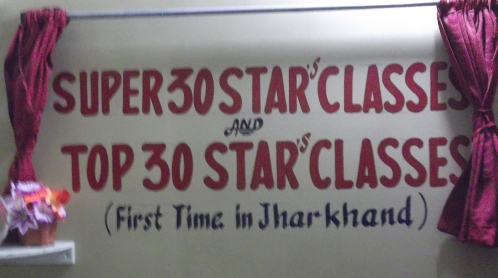 SUPER 30 STAR'S CLASSES
AND
TOP 30 STAR'S CLASSES
(First Time in Jharkhand)